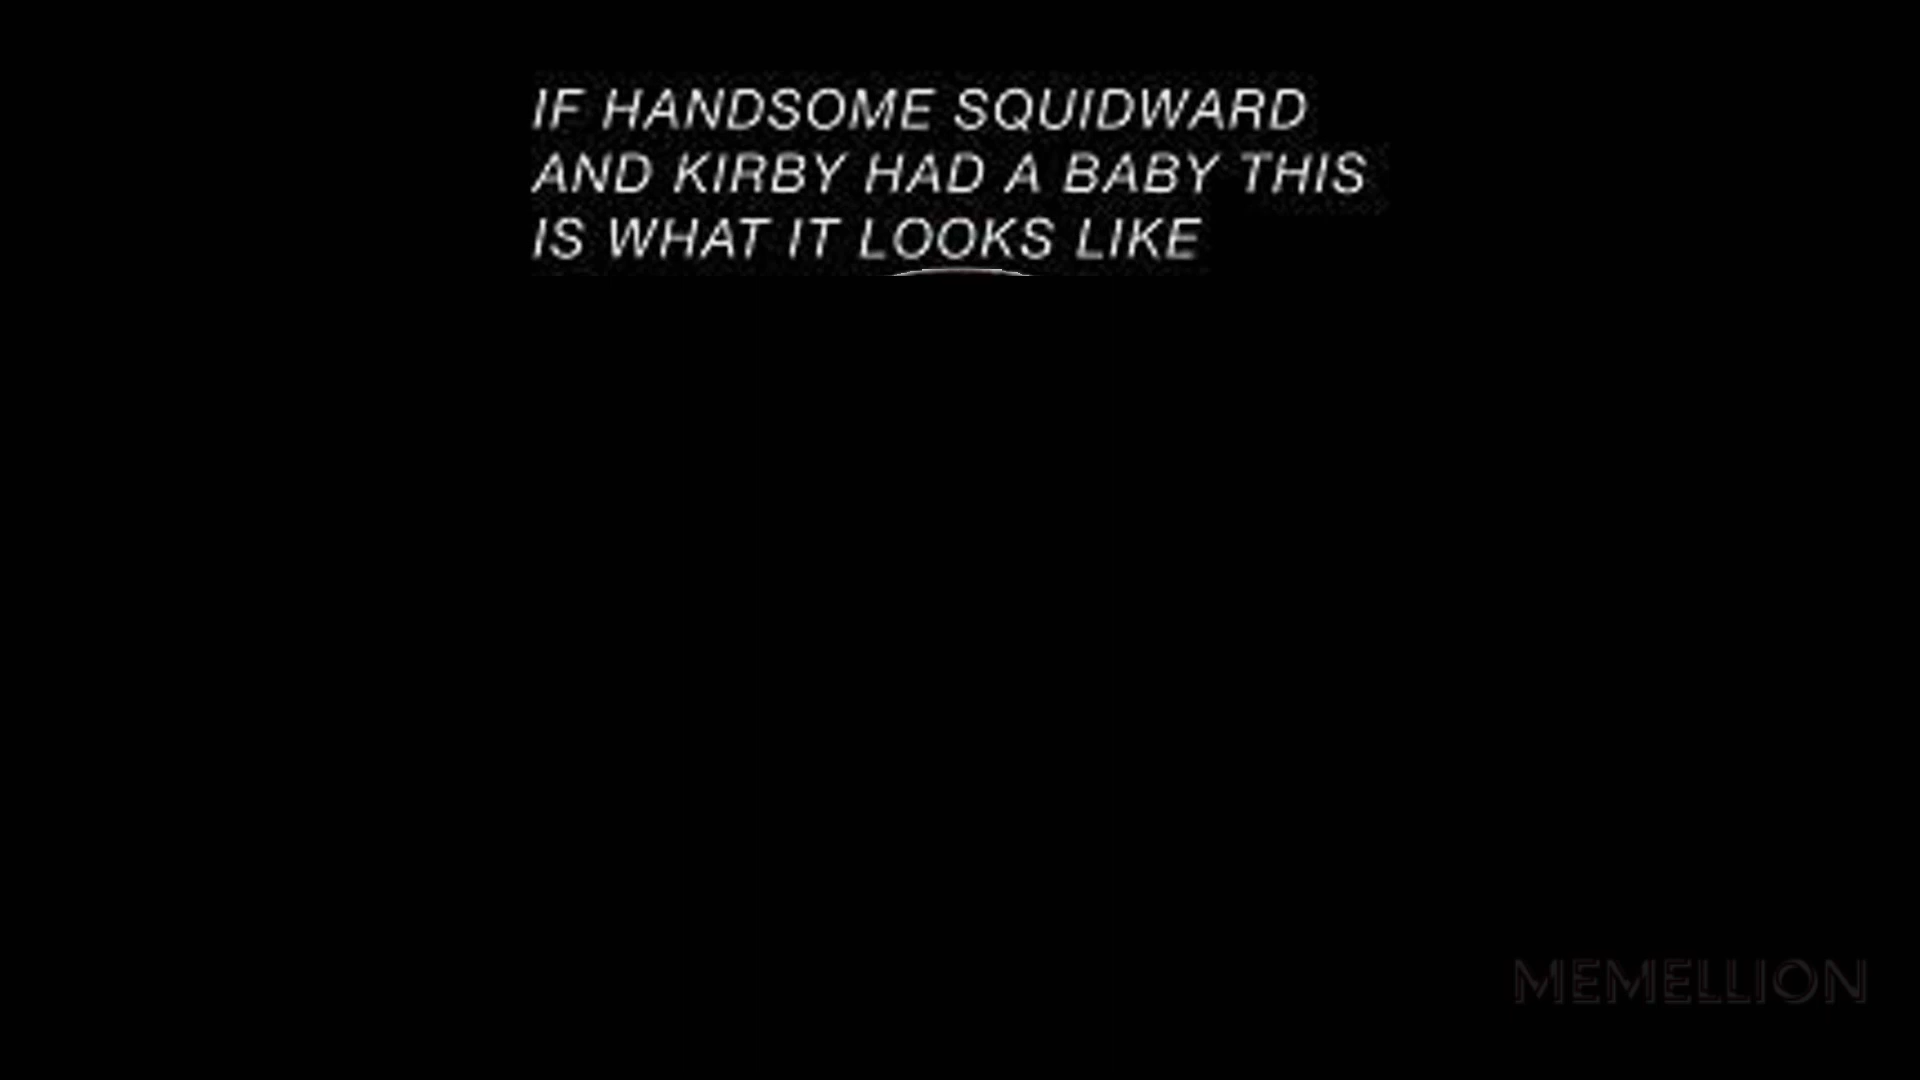 IF HANDSOME SQUIDWARD
AND KIRBY HAD A BABY THIS
IS WHAT IT LOOKS LIKE
MEMELLION